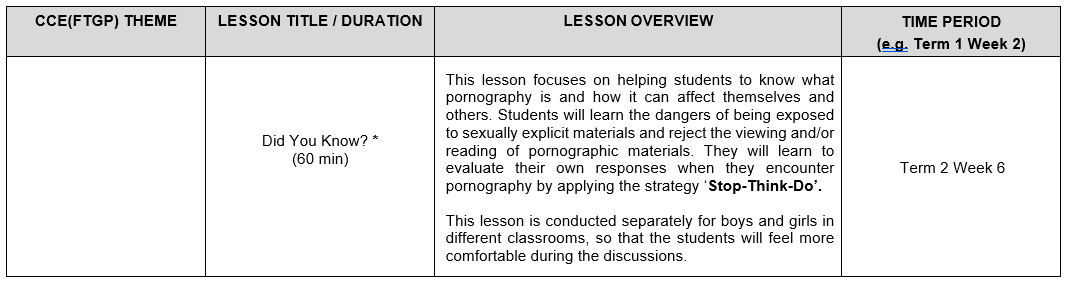 CCE(FTGP) THEME
LESSON TITLE / DURATION
LESSON OVERVIEW
TIME PERIOD
(e.g. Term 1 Week 2)
Did You Know? *
(60 min)
This lesson focuses on helping students to know what
pornography is and how it can affect themselves and
others. Students will learn the dangers of being exposed
to sexually explicit materials and reject the viewing and/or
reading of pornographic materials. They will learn to
evaluate their own responses when they encounter
pornography by applying the strategy ‘Stop-Think-Do’.
This lesson is conducted separately for boys and girls in
different classrooms, so that the students will feel more
comfortable during the discussions.
Term 2 Week 6